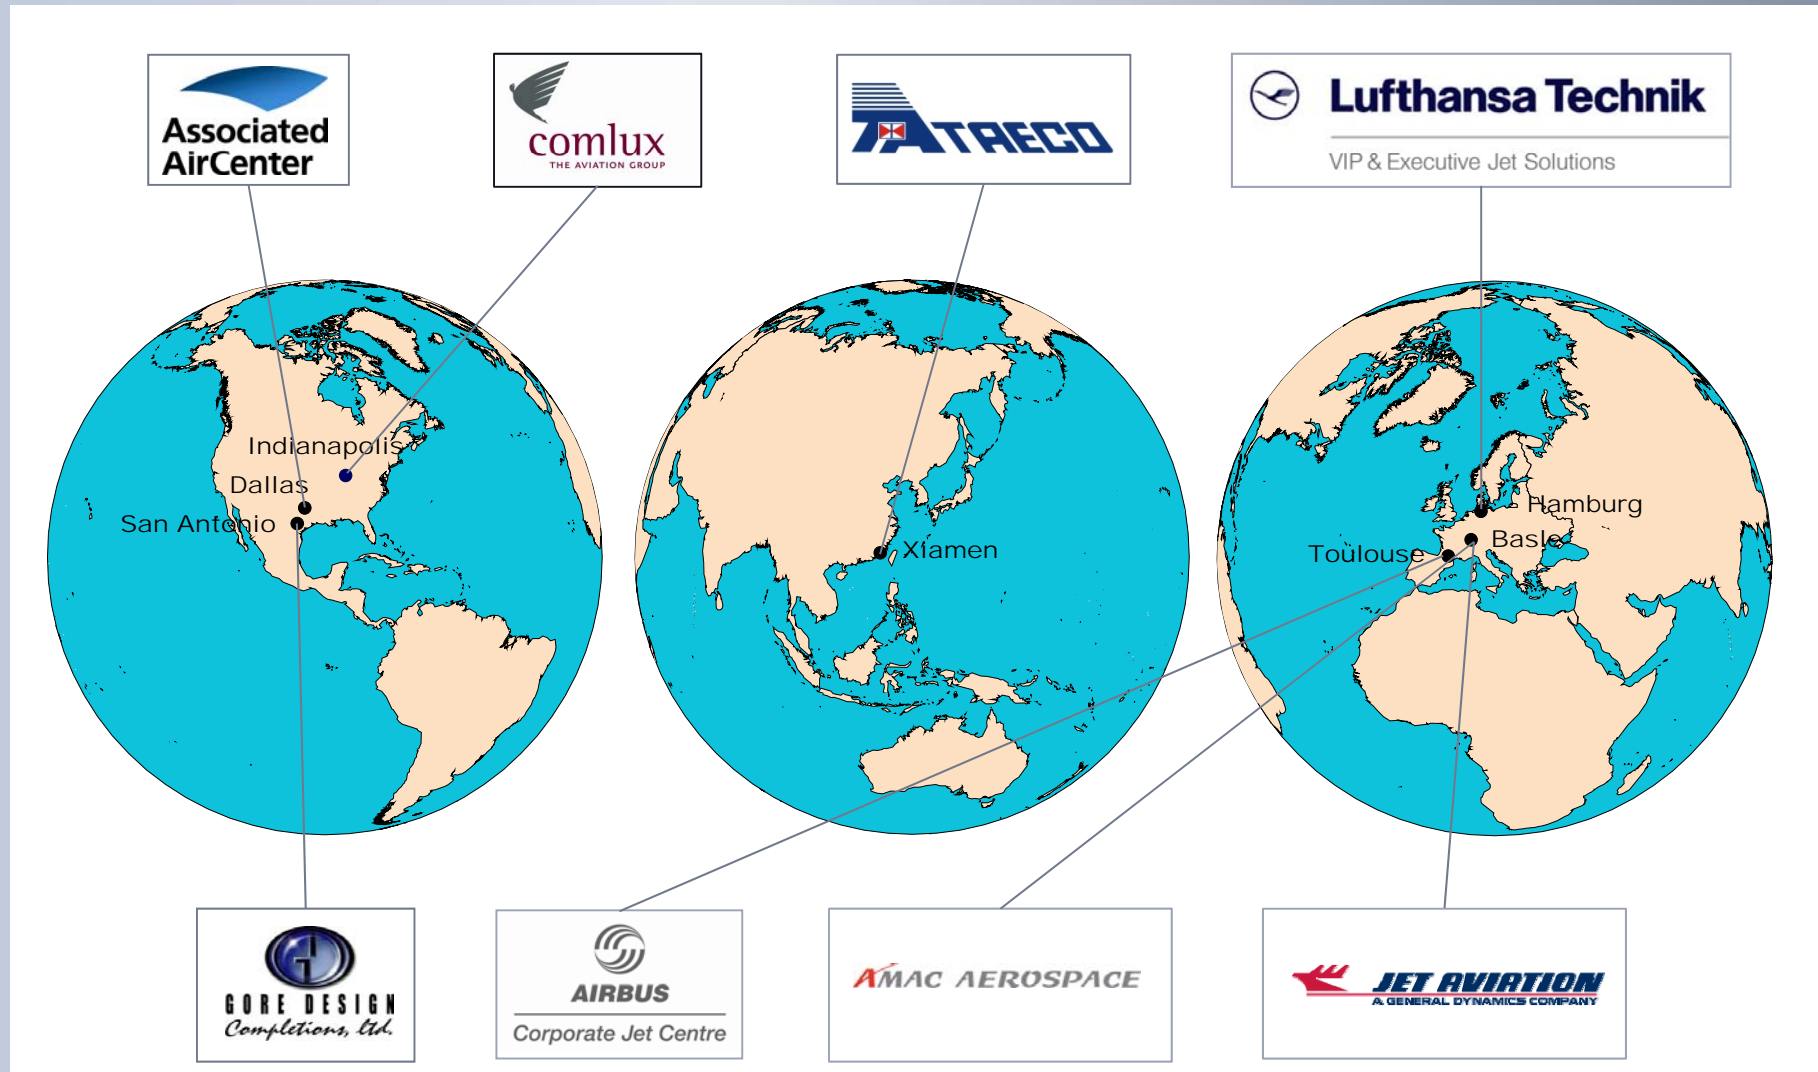 Associated
AirCenter
comlux
THE AVIATION GROUP
TAECO
Lufthansa Technik
VIP & Executive Jet Solutions
Indianapolis
Dallas
San Antonio
Xiamen
Hamburg
Basle
Toulouse
GORE DESIGN
Completions, ltd.
AIRBUS
Corporate Jet Centre
AMAC AEROSPACE
JET AVIATION
A GENERAL DYNAMICS COMPANY